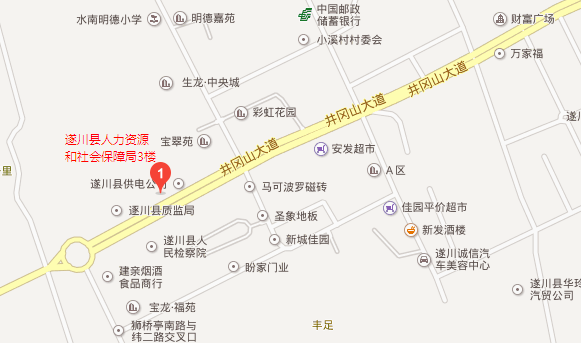 水南明德小学
明德嘉苑
中国邮政
储蓄银行
小溪村村委会
财富广场
万家福
生龙·中央城
井冈山大道
井冈山大道
彩虹花园
遂川县人力资源
和社会保障局3楼
宝翠苑
井冈山大道
安发超市
里
A区
1
遂川县供电公司
马可波罗磁砖
遂川县质监局
圣象地板
佳园平价超市
新发酒楼
遂川县人
民检察院
新城佳园
盼家门业
遂川诚信汽
车美容中心
建亲烟酒
食品商行
遂川县华
汽贸公司
宝龙·福苑
狮桥亭南路与
纬二路交叉口
丰足